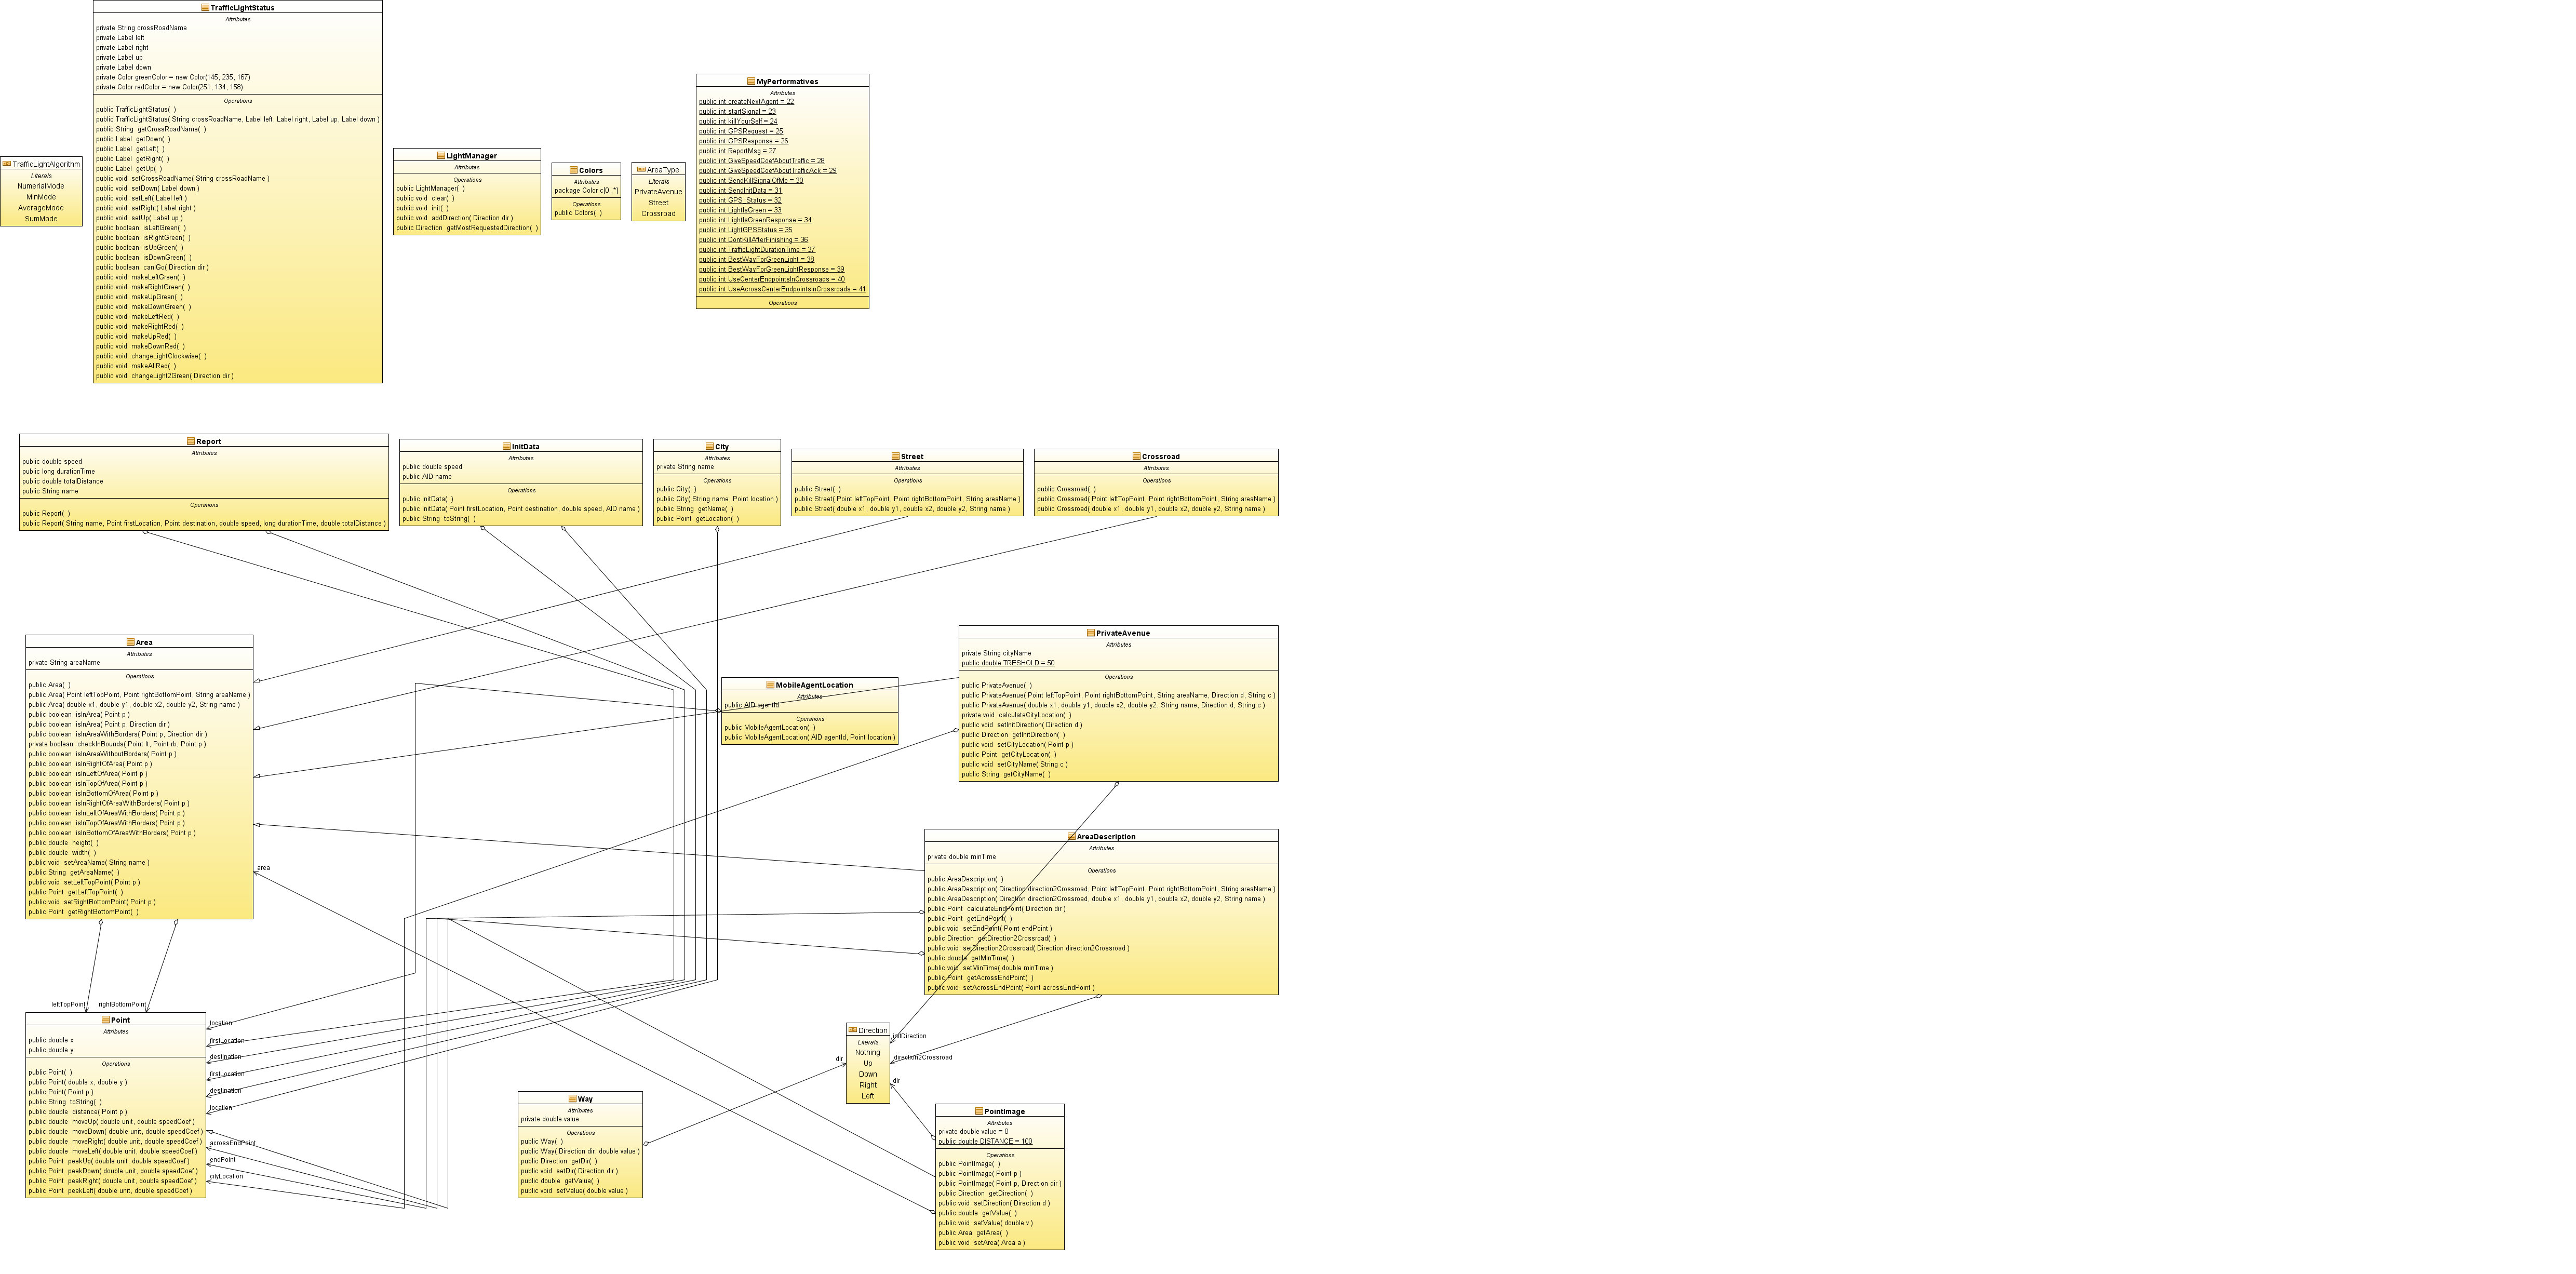 TrafficLightStatus
Attributes
private String crossRoadName
private Label left
private Label right
private Label up
private Label down
private Color greenColor = new Color(145, 235, 167)
private Color redColor = new Color(251, 134, 158)
Operations
public TrafficLightStatus( )
public TrafficLightStatus( String crossRoadName, Label left, Label right, Label up, Label down )
public String getCrossRoadName( )
public Label getDown( )
public Label getLeft( )
public Label getRight( )
public Label getUp( )
public void setCrossRoadName( String crossRoadName )
public void setDown( Label down )
public void setLeft( Label left )
public void setRight( Label right )
public void setUp( Label up )
public boolean isLeftGreen( )
public boolean isRightGreen( )
public boolean isUpGreen( )
public boolean isDownGreen( )
public boolean canIGo( Direction dir )
public void makeLeftGreen( )
public void makeRightGreen( )
public void makeUpGreen( )
public void makeDownGreen( )
public void makeLeftRed( )
public void makeRightRed( )
public void makeUpRed( )
public void makeDownRed( )
public void changeLightClockwise( )
public void makeAllRed( )
public void changeLight2Green( Direction dir )
TrafficLightAlgorithm
Literals
NumerialMode
MinMode
AverageMode
SumMode
LightManager
Attributes
Operations
public LightManager( )
public void clear( )
public void init( )
public void addDirection( Direction dir )
public Direction getMostRequestedDirection( )
Colors
Attributes
package Color c[0..*]
Operations
public Colors( )
AreaType
Literals
PrivateAvenue
Street
Crossroad
MyPerformatives
Attributes
public int createNextAgent = 22
public int startSignal = 23
public int killYourSelf = 24
public int GPSRequest = 25
public int GPSResponse = 26
public int ReportMsg = 27
public int GiveSpeedCoefAboutTraffic = 28
public int GiveSpeedCoefAboutTrafficAck = 29
public int SendKillSignalOfMe = 30
public int SendInitData = 31
public int GPS_Status = 32
public int LightIsGreen = 33
public int LightIsGreenResponse = 34
public int LightGPSStatus = 35
public int DontKillAfterFinishing = 36
public int TrafficLightDurationTime = 37
public int BestWayForGreenLight = 38
public int BestWayForGreenLightResponse = 39
public int UseCenterEndpointsInCrossroads = 40
public int UseAcrossCenterEndpointsInCrossroads = 41
Operations
Report
Attributes
public double speed
public long durationTime
public double totalDistance
public String name
Operations
public Report( )
public Report( String name, Point firstLocation, Point destination, double speed, long durationTime, double totalDistance )
InitData
Attributes
public double speed
public AID name
Operations
public InitData( )
public InitData( Point firstLocation, Point destination, double speed, AID name )
public String toString( )
City
Attributes
private String name
Operations
public City( )
public City( String name, Point location )
public String getName( )
public Point getLocation( )
Street
Attributes
Operations
public Street( )
public Street( Point leftTopPoint, Point rightBottomPoint, String areaName )
public Street( double x1, double y1, double x2, double y2, String name )
Crossroad
Attributes
Operations
public Crossroad( )
public Crossroad( Point leftTopPoint, Point rightBottomPoint, String areaName )
public Crossroad( double x1, double y1, double x2, double y2, String name )
Area
Attributes
private String areaName
Operations
public Area( )
public Area( Point leftTopPoint, Point rightBottomPoint, String areaName )
public Area( double x1, double y1, double x2, double y2, String name )
public boolean isInArea( Point p )
public boolean isInArea( Point p, Direction dir )
public boolean isInAreaWithBorders( Point p, Direction dir )
private boolean checkInBounds( Point lt, Point rb, Point p )
public boolean isInAreaWithoutBorders( Point p )
public boolean isInRightOfArea( Point p )
public boolean isInLeftOfArea( Point p )
public boolean isInTopOfArea( Point p )
public boolean isInBottomOfArea( Point p )
public boolean isInRightOfAreaWithBorders( Point p )
public boolean isInLeftOfAreaWithBorders( Point p )
public boolean isInTopOfAreaWithBorders( Point p )
public boolean isInBottomOfAreaWithBorders( Point p )
public double height( )
public double width( )
public void setAreaName( String name )
public String getAreaName( )
public void setLeftTopPoint( Point p )
public Point getLeftTopPoint( )
public void setRightBottomPoint( Point p )
public Point getRightBottomPoint( )
area
MobileAgentLocation
Attributes
public AID agentId
Operations
public MobileAgentLocation( )
public MobileAgentLocation( AID agentId, Point location )
PrivateAvenue
Attributes
private String cityName
public double TRESHOLD = 50
Operations
public PrivateAvenue( )
public PrivateAvenue( Point leftTopPoint, Point rightBottomPoint, String areaName, Direction d, String c )
public PrivateAvenue( double x1, double y1, double x2, double y2, String name, Direction d, String c )
private void calculateCityLocation( )
public void setInitDirection( Direction d )
public Direction getInitDirection( )
public void setCityLocation( Point p )
public Point getCityLocation( )
public void setCityName( String c )
public String getCityName( )
AreaDescription
Attributes
private double minTime
Operations
public AreaDescription( )
public AreaDescription( Direction direction2Crossroad, Point leftTopPoint, Point rightBottomPoint, String areaName )
public AreaDescription( Direction direction2Crossroad, double x1, double y1, double x2, double y2, String name )
public Point calculateEndPoint( Direction dir )
public Point getEndPoint( )
public void setEndPoint( Point endPoint )
public Direction getDirection2Crossroad( )
public void setDirection2Crossroad( Direction direction2Crossroad )
public double getMinTime( )
public void setMinTime( double minTime )
public Point getAcrossEndPoint( )
public void setAcrossEndPoint( Point acrossEndPoint )
leftTopPoint
rightBottomPoint
Point
Attributes
public double x
public double y
Operations
public Point( )
public Point( double x, double y )
public Point( Point p )
public String toString( )
public double distance( Point p )
public double moveUp( double unit, double speedCoef )
public double moveDown( double unit, double speedCoef )
public double moveRight( double unit, double speedCoef )
public double moveLeft( double unit, double speedCoef )
public Point peekUp( double unit, double speedCoef )
public Point peekDown( double unit, double speedCoef )
public Point peekRight( double unit, double speedCoef )
public Point peekLeft( double unit, double speedCoef )
location
firstLocation
destination
firstLocation
destination
location
acrossEndPoint
endPoint
cityLocation
Way
Attributes
private double value
Operations
public Way( )
public Way( Direction dir, double value )
public Direction getDir( )
public void setDir( Direction dir )
public double getValue( )
public void setValue( double value )
dir
Direction
Literals
Nothing
Up
Down
Right
Left
initDirection
direction2Crossroad
dir
PointImage
Attributes
private double value = 0
public double DISTANCE = 100
Operations
public PointImage( )
public PointImage( Point p )
public PointImage( Point p, Direction dir )
public Direction getDirection( )
public void setDirection( Direction d )
public double getValue( )
public void setValue( double v )
public Area getArea( )
public void setArea( Area a )